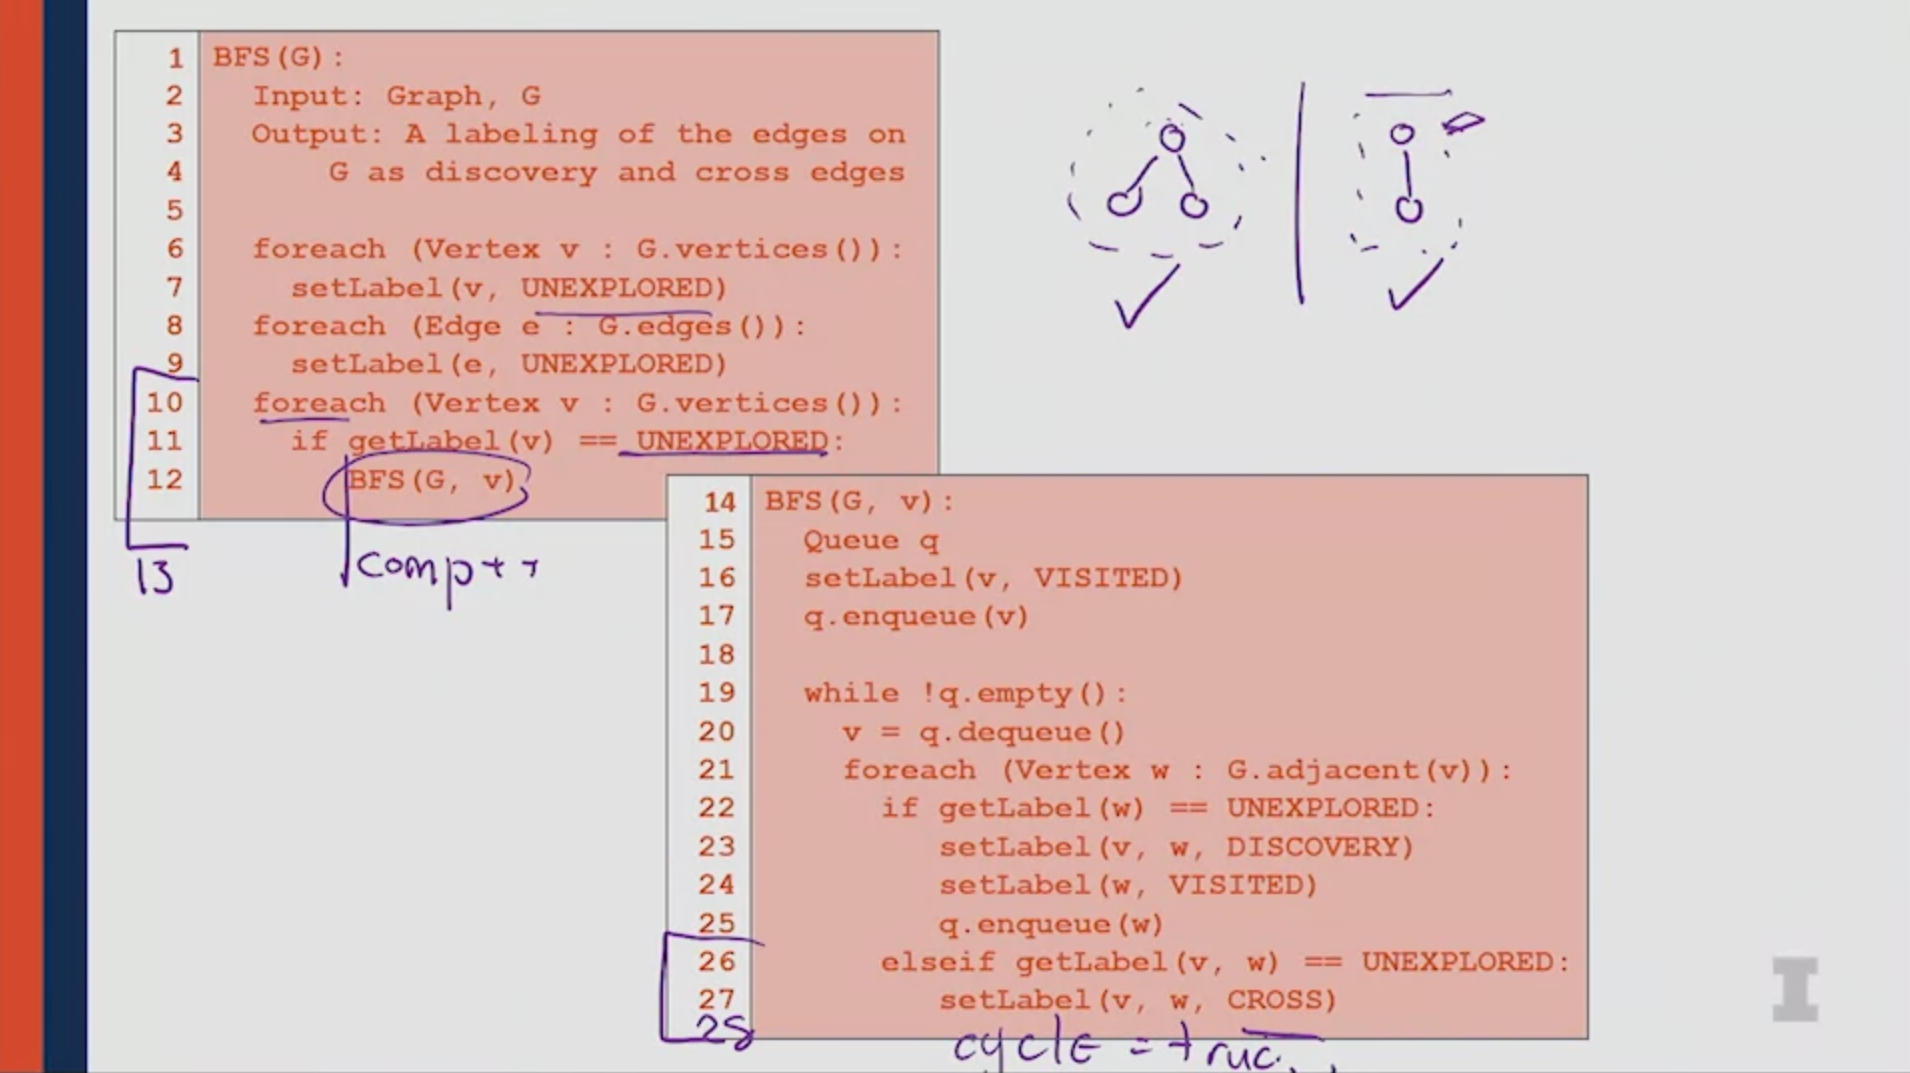 1 BFS(G):
2 Input: Graph, G
3 Output: A labeling of the edges on
4 G as discovery and cross edges
5
6 foreach (Vertex v : G.vertices()):
7 setLabel(v, UNEXPLORED)
8 foreach (Edge e : G.edges()):
9 setLabel(e, UNEXPLORED)
10 foreach (Vertex v : G.vertices()):
11 if getLabel(v) == UNEXPLORED:
12 BFS(G, v)
13 comp++
14 BFS(G, v):
15 Queue q
16 setLabel(v, VISITED)
17 q.enqueue(v)
18
19 while !q.empty():
20 v = q.dequeue()
21 foreach (Vertex w : G.adjacent(v)):
22 if getLabel(w) == UNEXPLORED:
23 setLabel(v, w, DISCOVERY)
24 setLabel(w, VISITED)
25 q.enqueue(w)
26 elseif getLabel(v, w) == UNEXPLORED:
27 setLabel(v, w, CROSS)
28 cycle = true
I